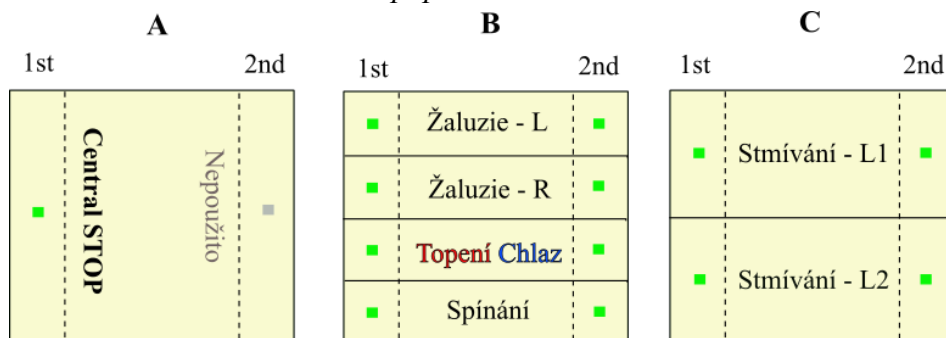 A
1st
2nd
Central STOP
Nepoužito
B
1st
2nd
Žaluzie - L
Žaluzie - R
Topení Chlaz
Spínání
C
1st
2nd
Stmívání - L1
Stmívání - L2